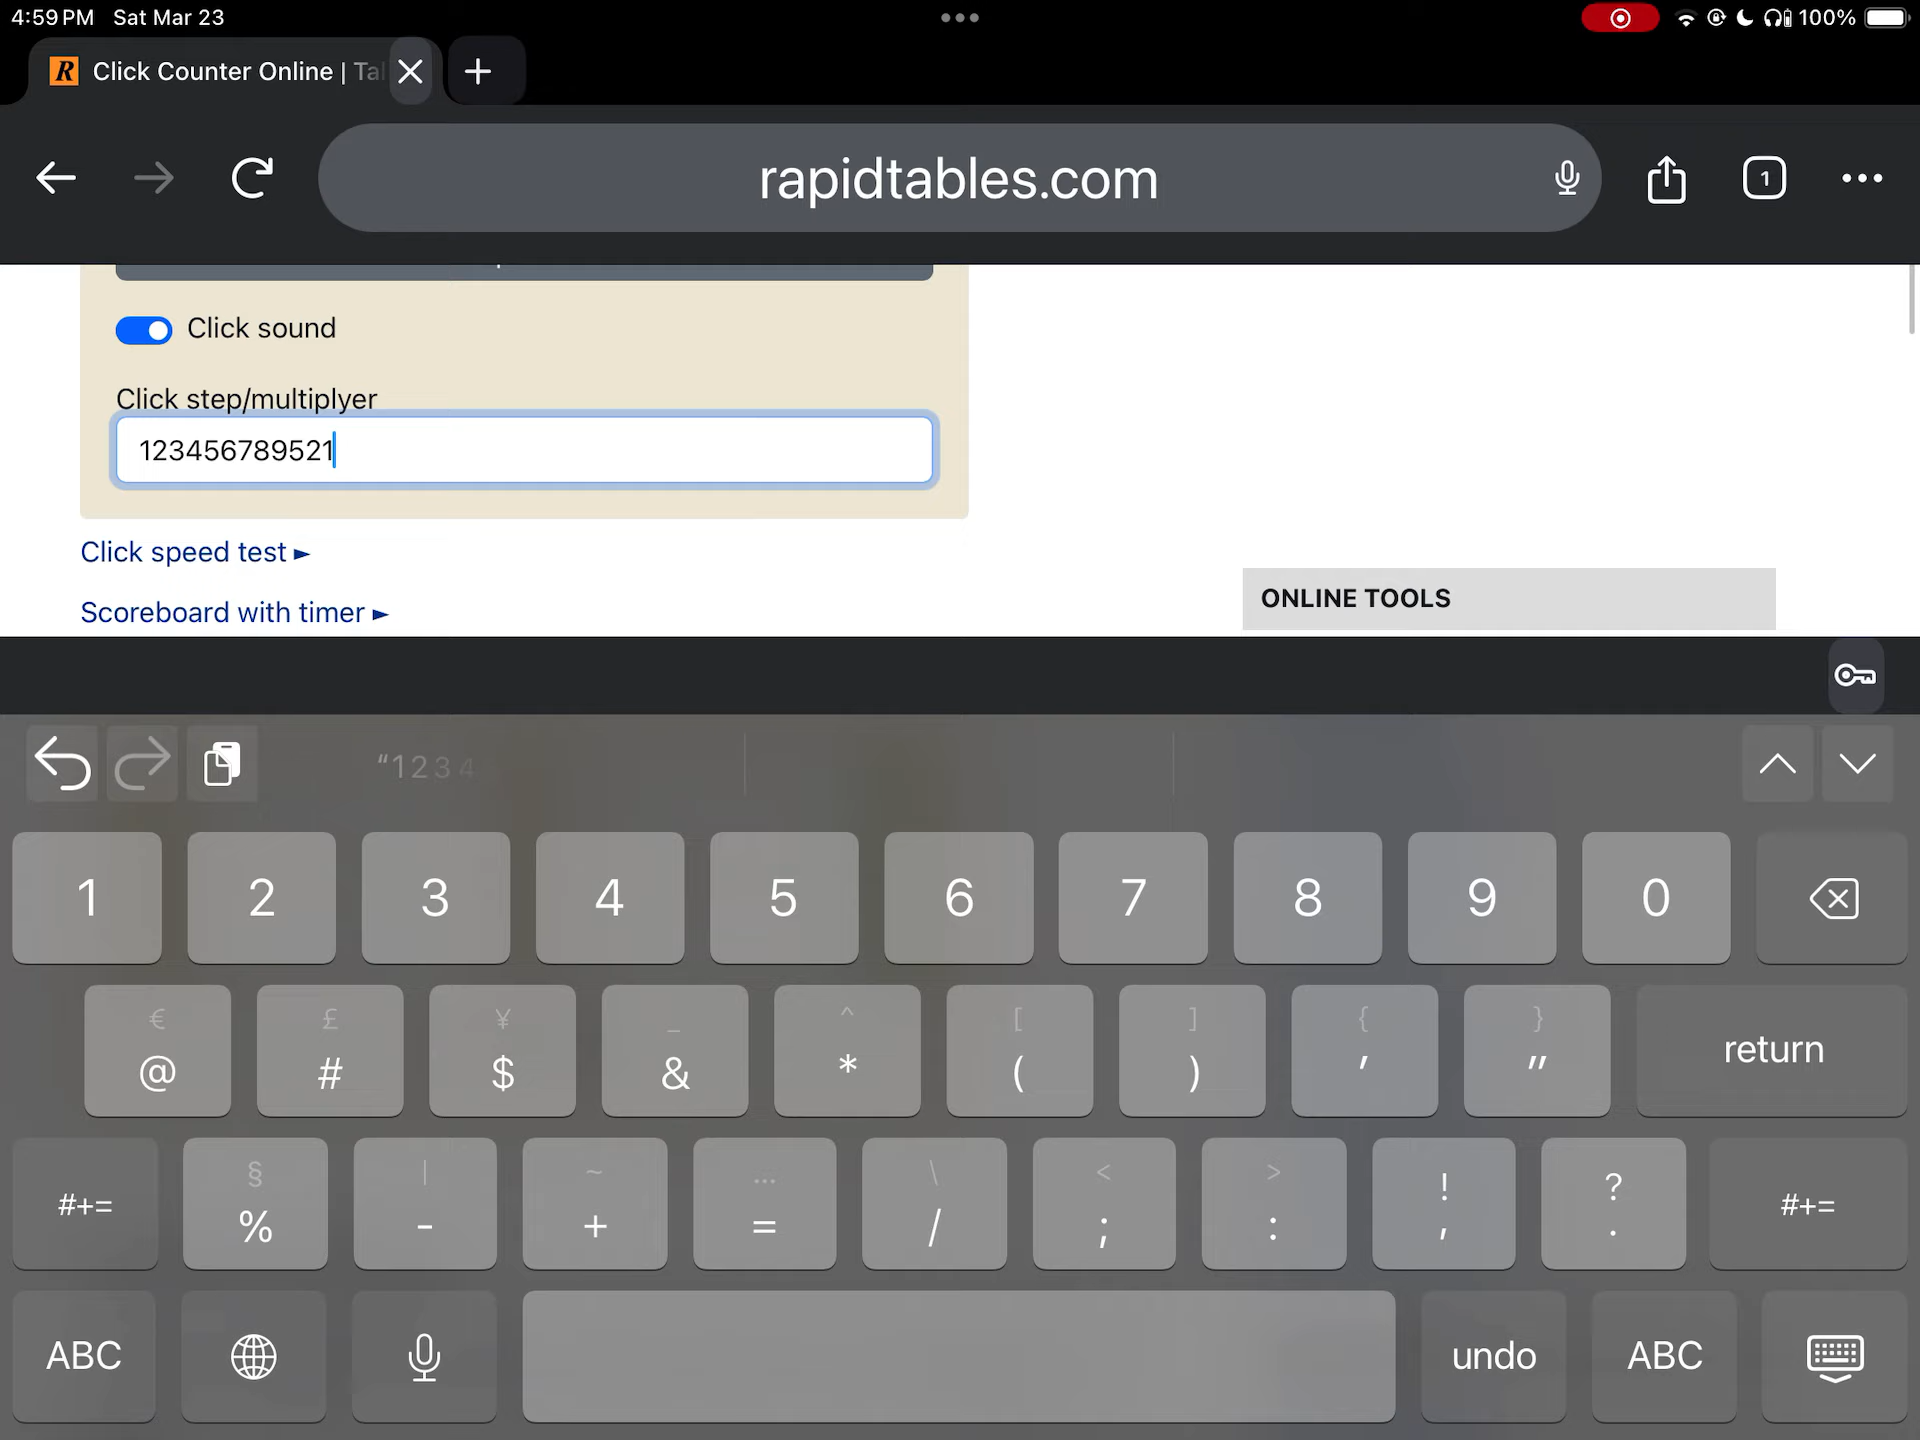 4:59 PM Sat Mar 23
100%
R Click Counter Online | Ta
rapidtables.com
1
Click sound
Click step/multiplyer
123456789521
Click speed test ►
Scoreboard with timer ►
ONLINE TOOLS
“1234
1 2 3 4 5 6 7 8 9 0
€ £ ¥ _ ^ [ ] { }
@ # $ & * ( ) ' " return
§ | ~ … \ < > ! ?
#+= % - + = / ; : , . #+=
ABC undo ABC